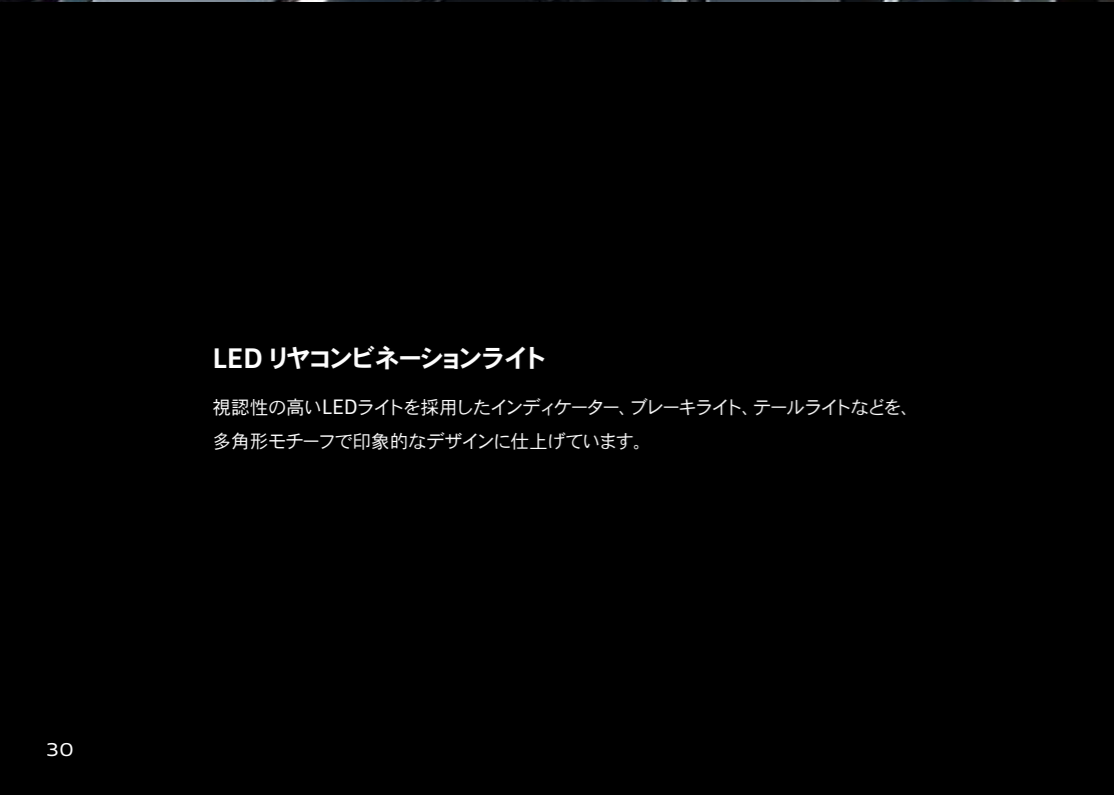 LED リヤコンビネーションライト
視認性の高いLEDライトを採用したインディケーター、ブレーキライト、テールライトなどを、
多角形モチーフで印象的なデザインに仕上げています。
30